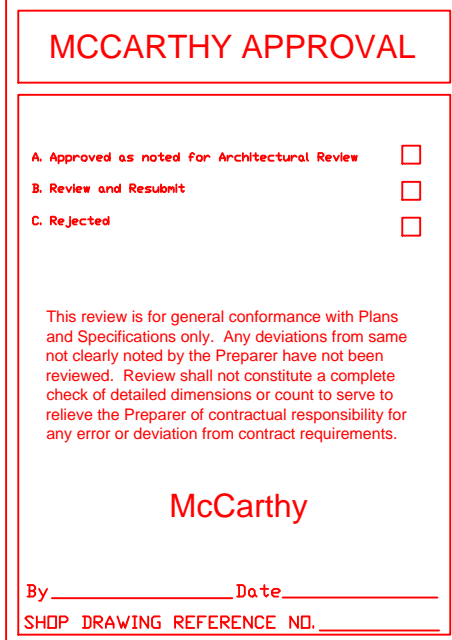 MCCARTHY APPROVAL
A. Approved as noted for Architectural Review
B. Review and Resubmit
C. Rejected
This review is for general conformance with Plans
and Specifications only.  Any deviations from same
not clearly noted by the Preparer have not been
reviewed.  Review shall not constitute a complete
check of detailed dimensions or count to serve to
relieve the Preparer of contractual responsibility for
any error or deviation from contract requirements.
McCarthy
By______________Date______________
SHOP DRAWING REFERENCE NO.___________